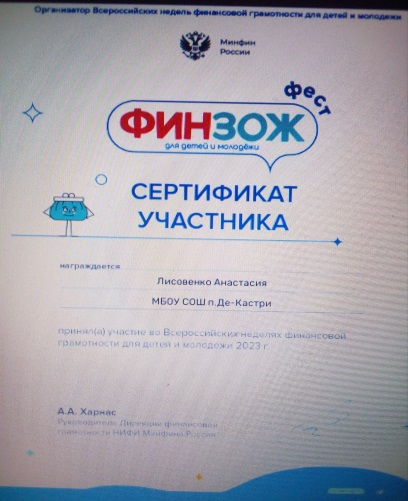 Организатор Всероссийских недель финансовой грамотности для детей и молодежи
Минфин
России
фест
ФИНЗОЖ
для детей и молодёжи
СЕРТИФИКАТ
УЧАСТНИКА
награждается
Лисовенко Анастасия
МБОУ СОШ п.Де-Кастри
принял(а) участие во Всероссийских неделях финансовой
грамотности для детей и молодежи 2023 г.
А.А. Харнас
Руководитель Дирекции финансовой
грамотности НИФИ Минфина России